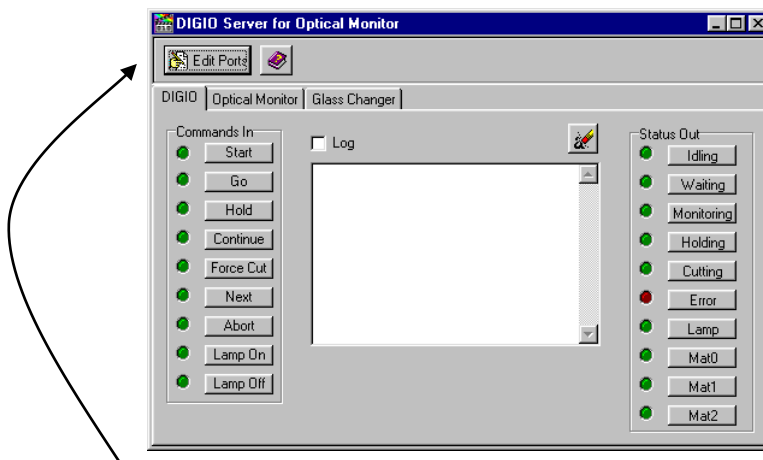 DIGIO Server for Optical Monitor
Edit Ports
DIGIO Optical Monitor Glass Changer
Commands In
Start
Go
Hold
Continue
Force Cut
Next
Abort
Lamp On
Lamp Off
Log
Status Out
Idling
Waiting
Monitoring
Holding
Cutting
Error
Lamp
Mat0
Mat1
Mat2